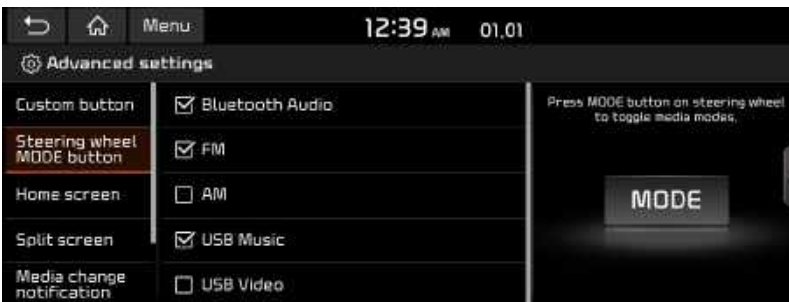 Menu
12:39 AM 01.01
Advanced settings
Custom button
Steering wheel
MODE button
Home screen
Split screen
Media change
notification
Bluetooth Audio
FM
AM
USB Music
USB Video
Press MODE button on steering wheel
to toggle media modes.
MODE